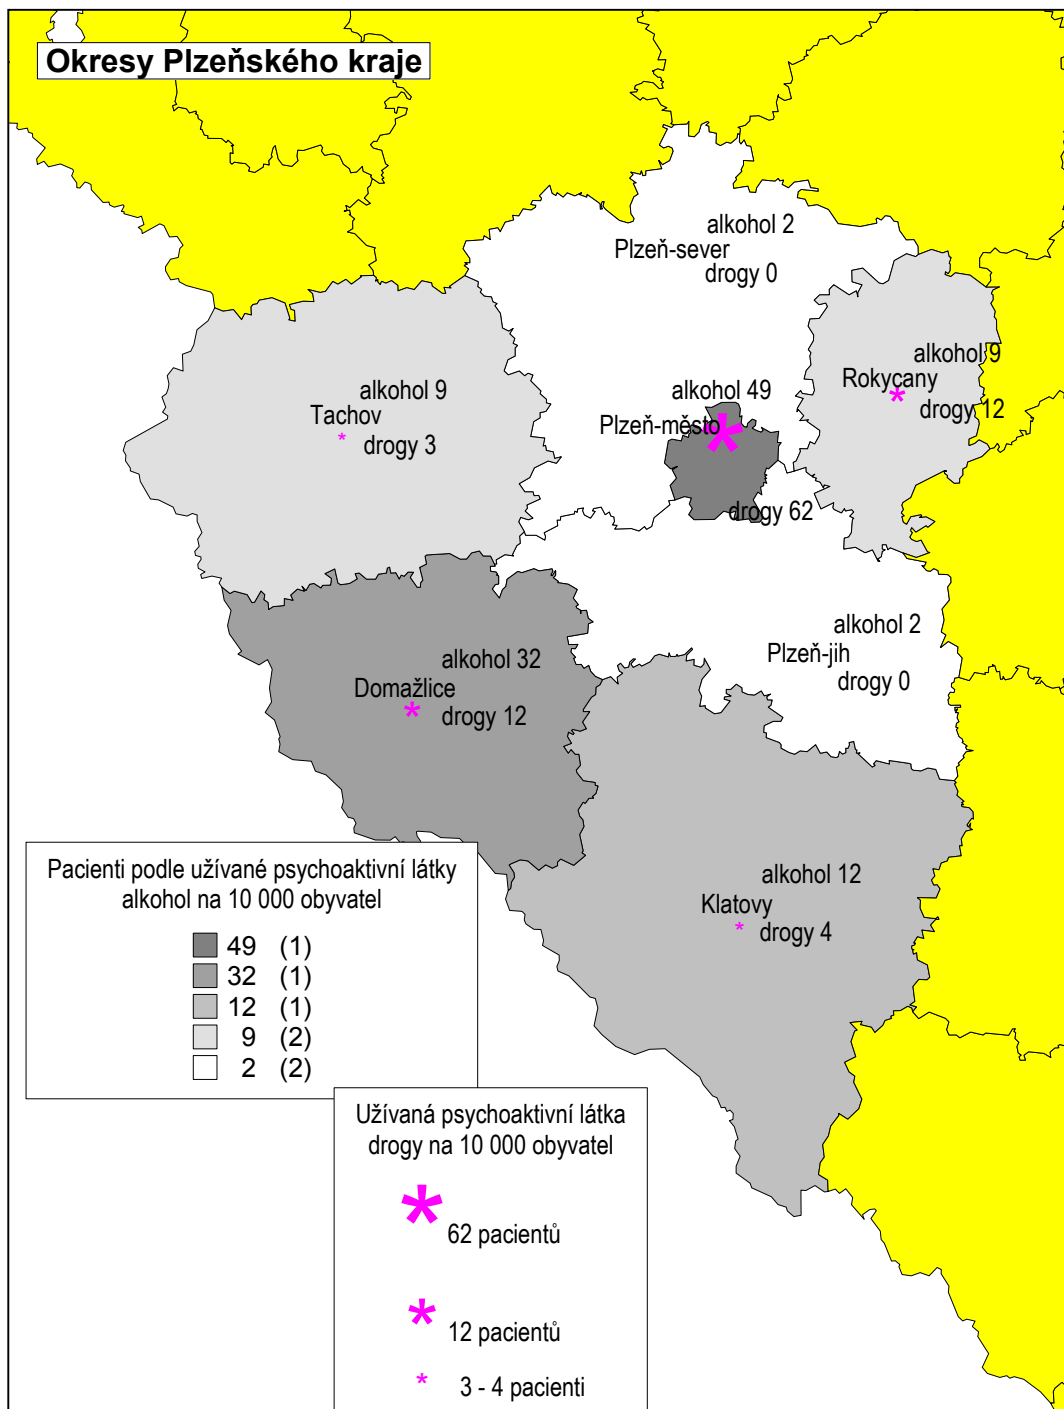 Okresy Plzeňského kraje
alkohol 2
Plzeň-sever
drogy 0
alkohol 9
Rokycany
drogy 12
alkohol 9
Tachov
drogy 3
alkohol 49
Plzeň-město
drogy 62
alkohol 2
Plzeň-jih
drogy 0
alkohol 32
Domažlice
drogy 12
alkohol 12
Klatovy
drogy 4
Pacienti podle užívané psychoaktivní látky
alkohol na 10 000 obyvatel
49 (1)
32 (1)
12 (1)
9 (2)
2 (2)
Užívaná psychoaktivní látka
drogy na 10 000 obyvatel
62 pacientů
12 pacientů
3 - 4 pacienti